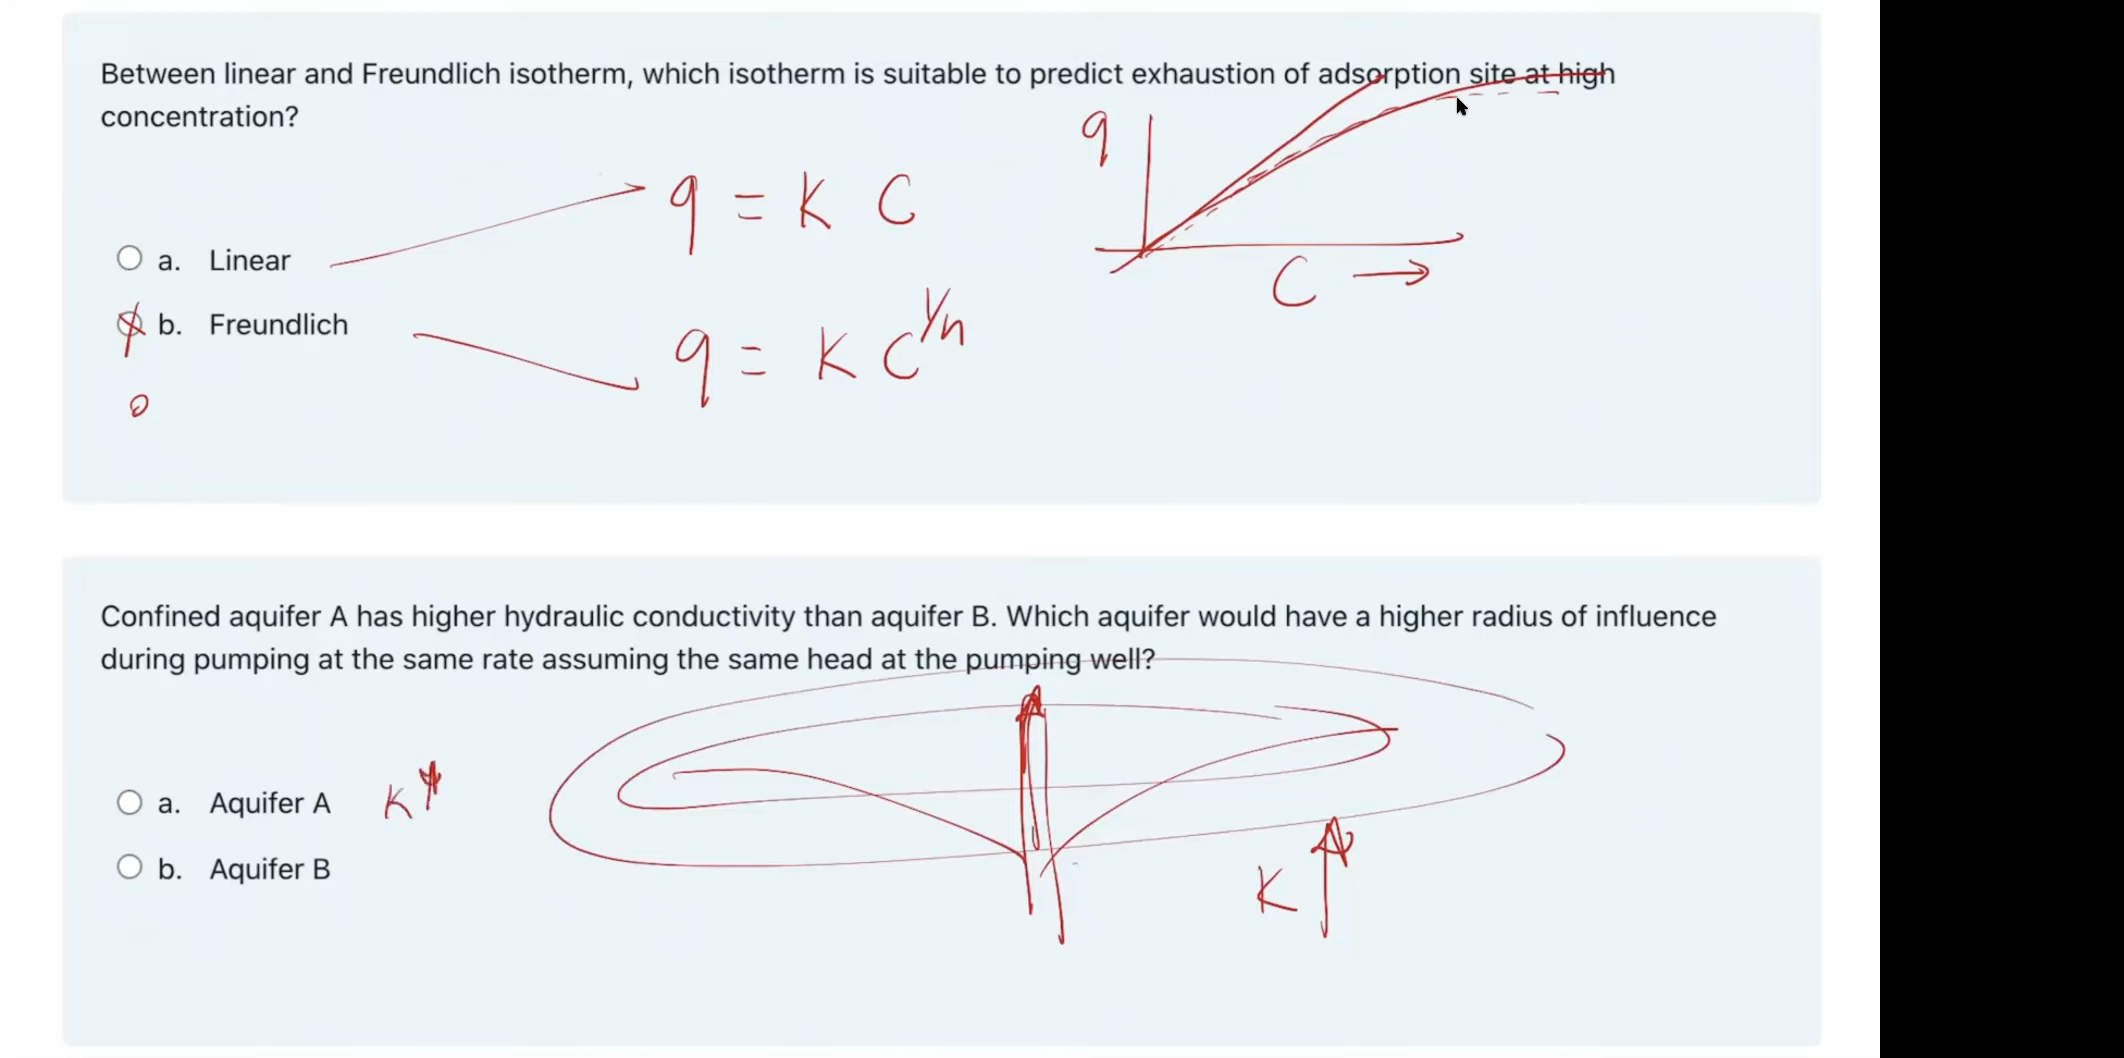 Between linear and Freundlich isotherm, which isotherm is suitable to predict exhaustion of adsorption site at high
concentration?
q
q = K C
a. Linear
C →
b. Freundlich
q = K C^1/n
Confined aquifer A has higher hydraulic conductivity than aquifer B. Which aquifer would have a higher radius of influence
during pumping at the same rate assuming the same head at the pumping well?
a. Aquifer A K↑
b. Aquifer B
K↑